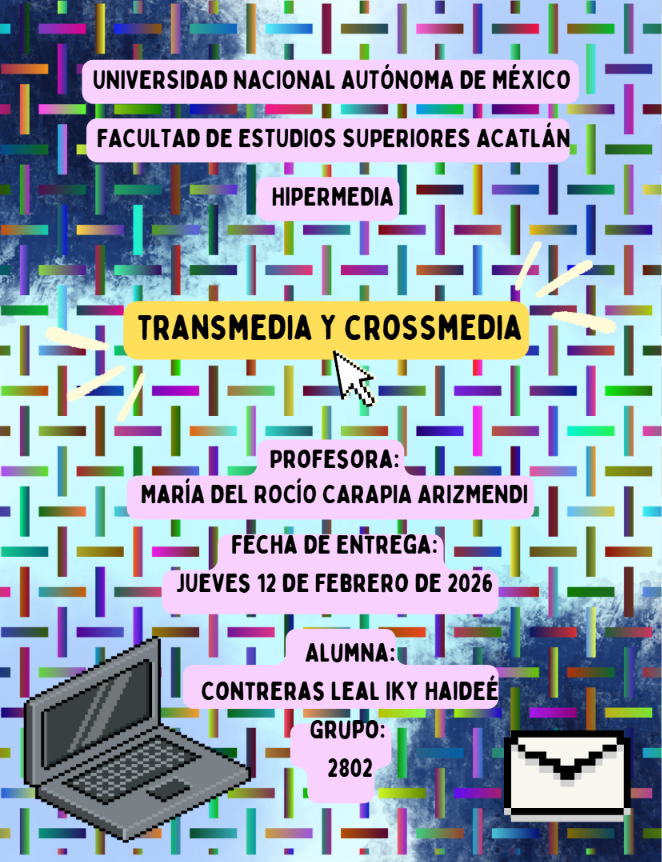 UNIVERSIDAD NACIONAL AUTÓNOMA DE MÉXICO
FACULTAD DE ESTUDIOS SUPERIORES ACATLÁN
HIPERMEDIA
TRANSMEDIA Y CROSSMEDIA
PROFESORA:
MARÍA DEL ROCÍO CARAPIA ARIZMENDI
FECHA DE ENTREGA:
JUEVES 12 DE FEBRERO DE 2026
ALUMNA:
CONTRERAS LEAL IKY HAIDEÉ
GRUPO:
2802